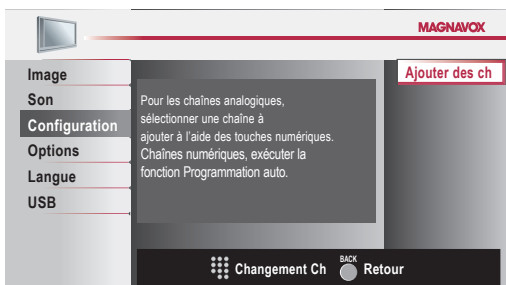 MAGNAVOX
Ajouter des ch
Image
Son
Configuration
Options
Langue
USB
Pour les chaînes analogiques,
sélectionner une chaîne à
ajouter à l'aide des touches numériques.
Chaînes numériques, exécuter la
fonction Programmation auto.
Changement Ch BACK Retour